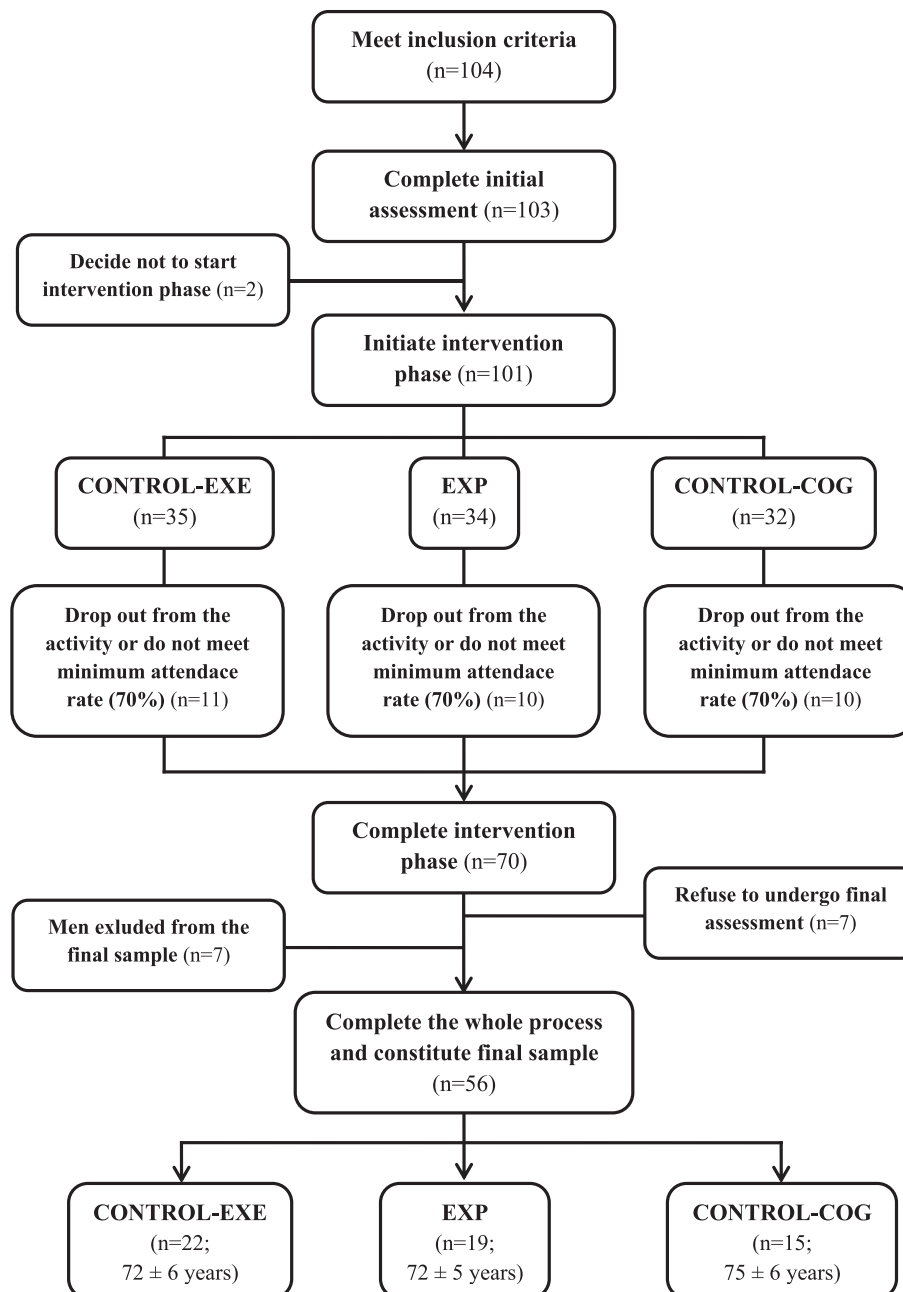 Meet inclusion criteria
(n=104)
Complete initial
assessment (n=103)
Decide not to start
intervention phase (n=2)
Initiate intervention
phase (n=101)
CONTROL-EXE
(n=35)
EXP
(n=34)
CONTROL-COG
(n=32)
Drop out from the
activity or do not meet
minimum attendace
rate (70%) (n=11)
Drop out from the
activity or do not meet
minimum attendace
rate (70%) (n=10)
Drop out from the
activity or do not meet
minimum attendace
rate (70%) (n=10)
Complete intervention
phase (n=70)
Men exluded from the
final sample (n=7)
Refuse to undergo final
assessment (n=7)
Complete the whole process
and constitute final sample
(n=56)
CONTROL-EXE
(n=22;
72 ± 6 years)
EXP
(n=19;
72 ± 5 years)
CONTROL-COG
(n=15;
75 ± 6 years)